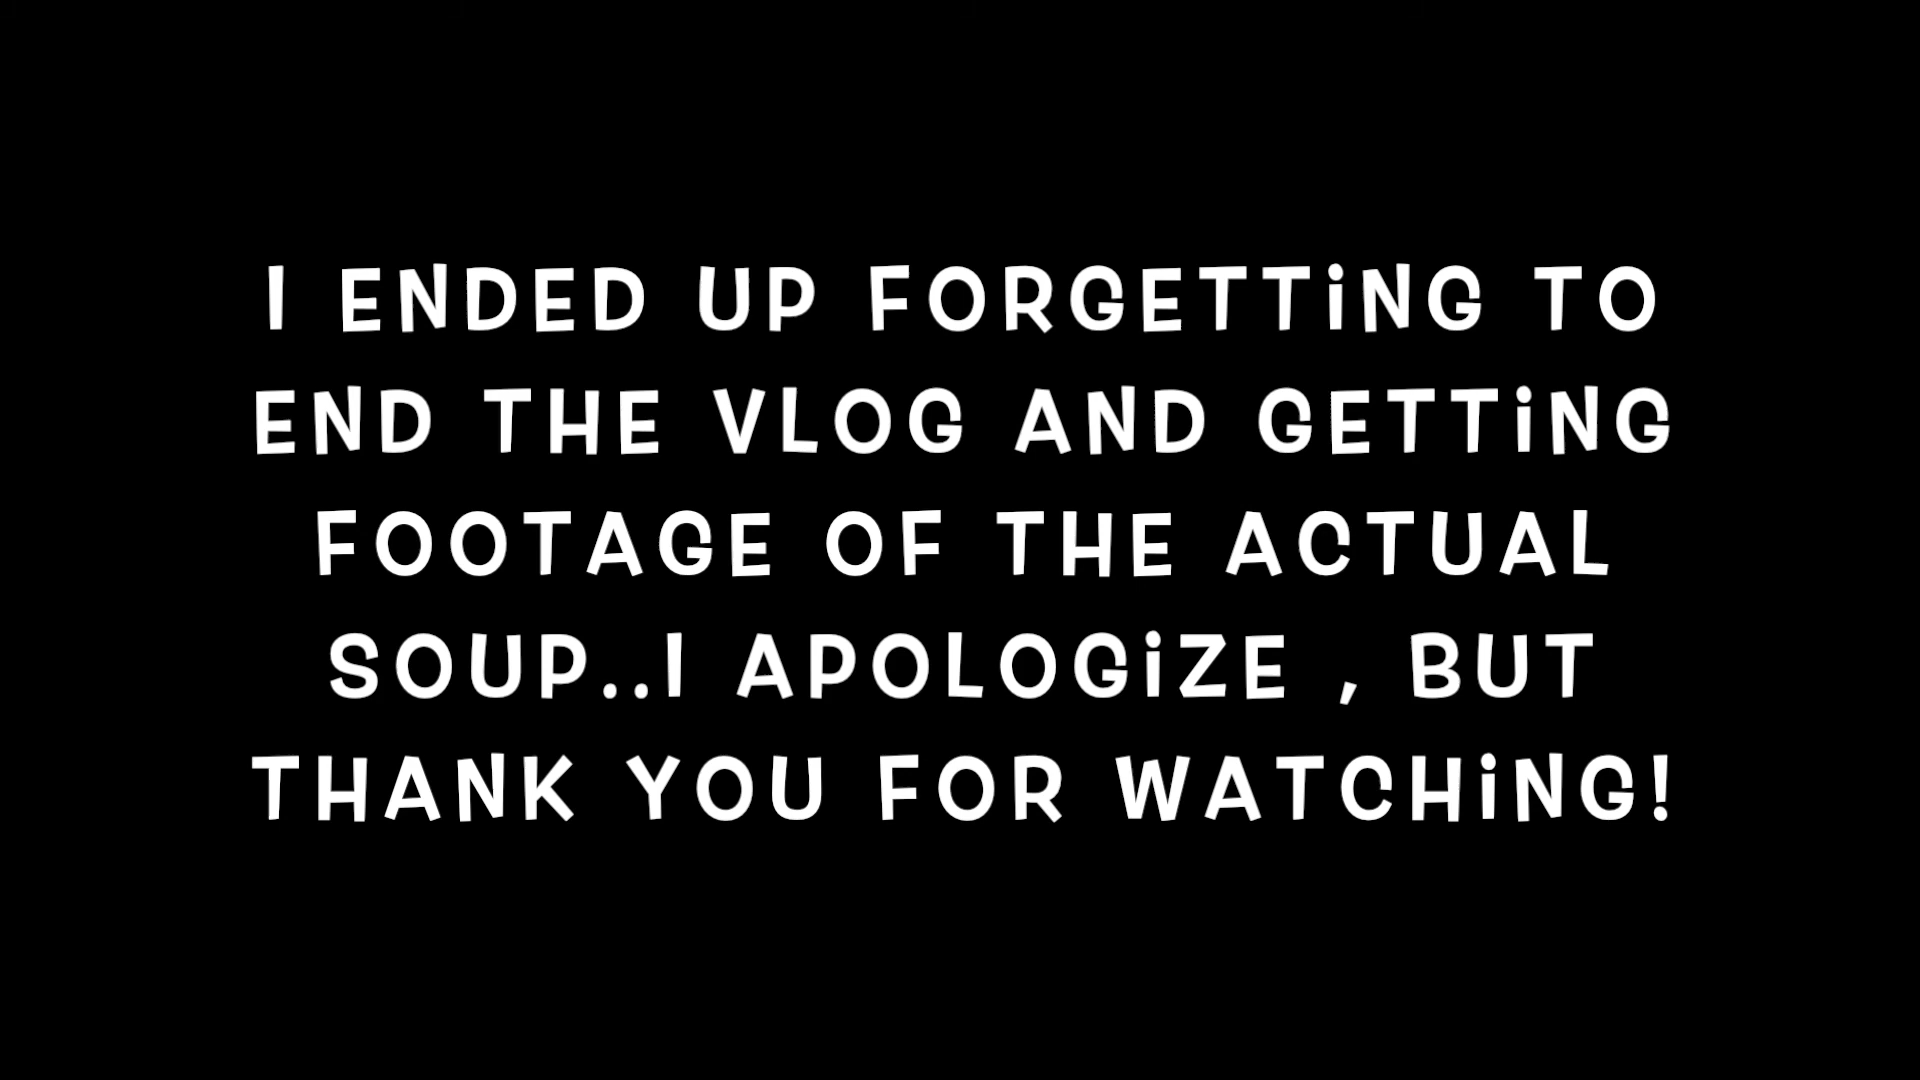 I ENDED UP FORGETTiNG TO
END THE VLOG AND GETTiNG
FOOTAGE OF THE ACTUAL
SOUP..I APOLOGiZE , BUT
THANK YOU FOR WATCHiNG!